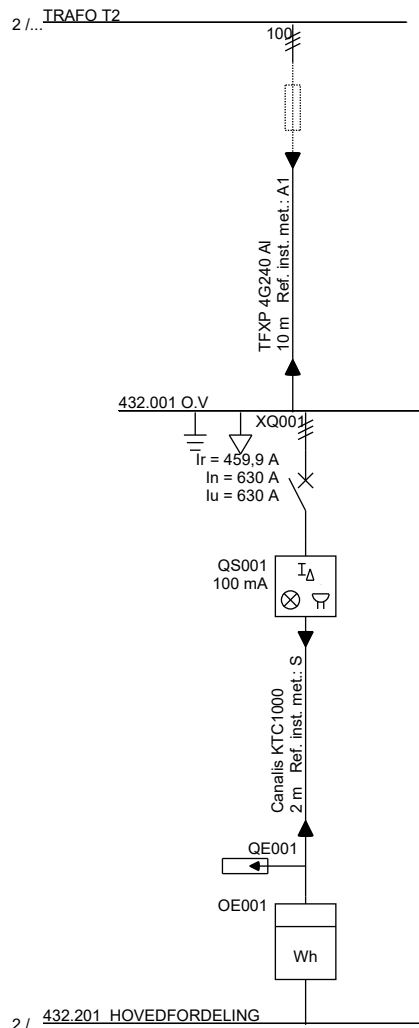 TRAFO T2
2 /...
100
TFXP 4G240 Al
10 m Ref. inst. met.: A1
432.001 O.V
XQ001
Ir = 459,9 A
In = 630 A
Iu = 630 A
QS001
100 mA
I∆
Canalis KTC1000
2 m Ref. inst. met.: S
QE001
OE001
Wh
432.201 HOVEDFORDELING
2 /